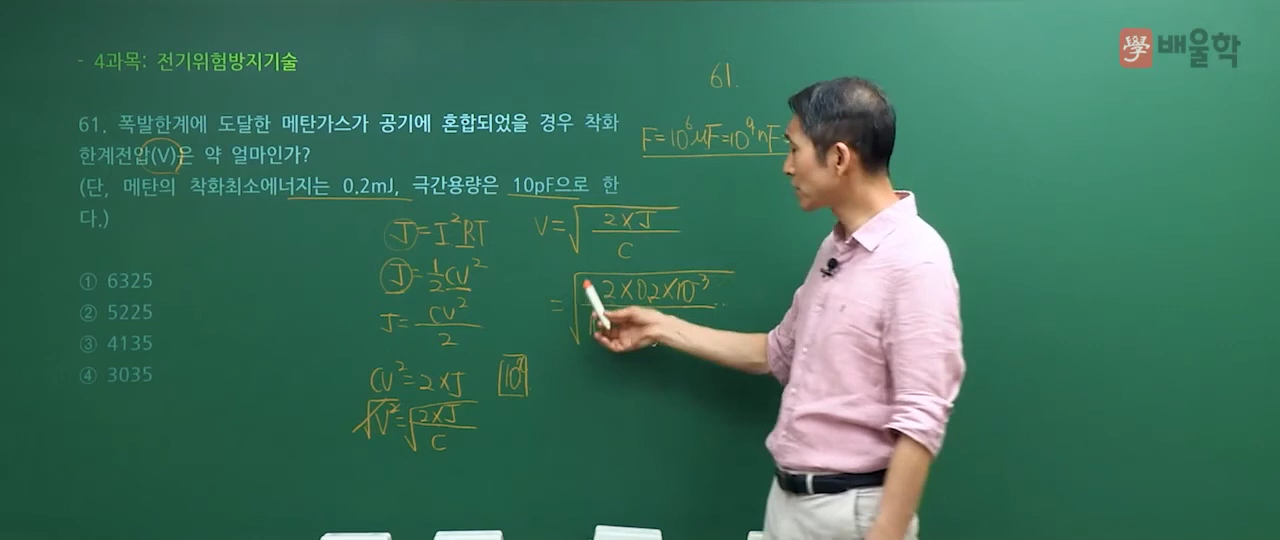 - 4과목: 전기위험방지기술
學 배울학
61.
61. 폭발한계에 도달한 메탄가스가 공기에 혼합되었을 경우 착화
한계전압(V)은 약 얼마인가?
(단, 메탄의 착화최소에너지는 0.2mJ, 극간용량은 10pF으로 한
다.)
① 6325
② 5225
③ 4135
④ 3035
F=10⁶μF=10⁹nF=
J=I²RT
J=½CV²
J=CV²/2
CV²=2×J
√V²=√(2×J/C)
V=√(2×J/C)
=√(2×0.2×10⁻³